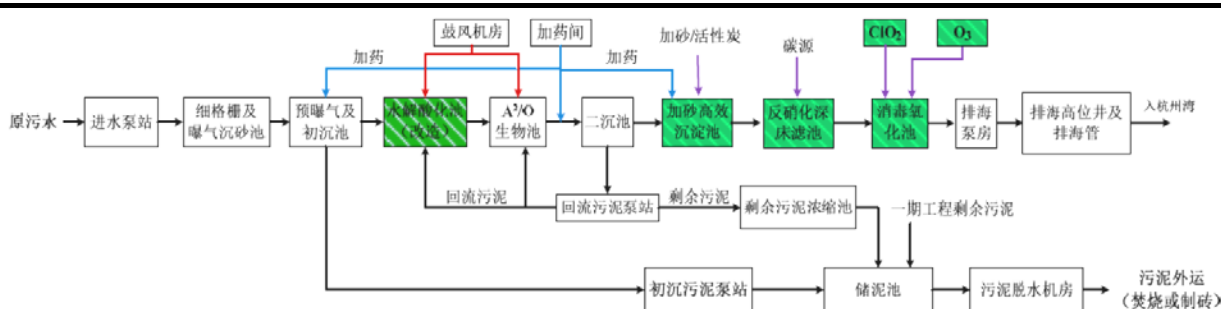 鼓风机房
加药间
加砂/活性炭
碳源
ClO₂
O₃
加药
加药
原污水
进水泵站
细格栅及
曝气沉砂池
预曝气及
初沉池
水解酸化池
（改造）
A²/O
生物池
二沉池
加砂高效
沉淀池
反硝化深
床滤池
消毒氧化池
排海
泵房
排海高位井及
排海管
入杭州湾
回流污泥
回流污泥泵站
剩余污泥
剩余污泥浓缩池
一期工程剩余污泥
初沉污泥泵站
储泥池
污泥脱水机房
污泥外运
（焚烧或制砖）